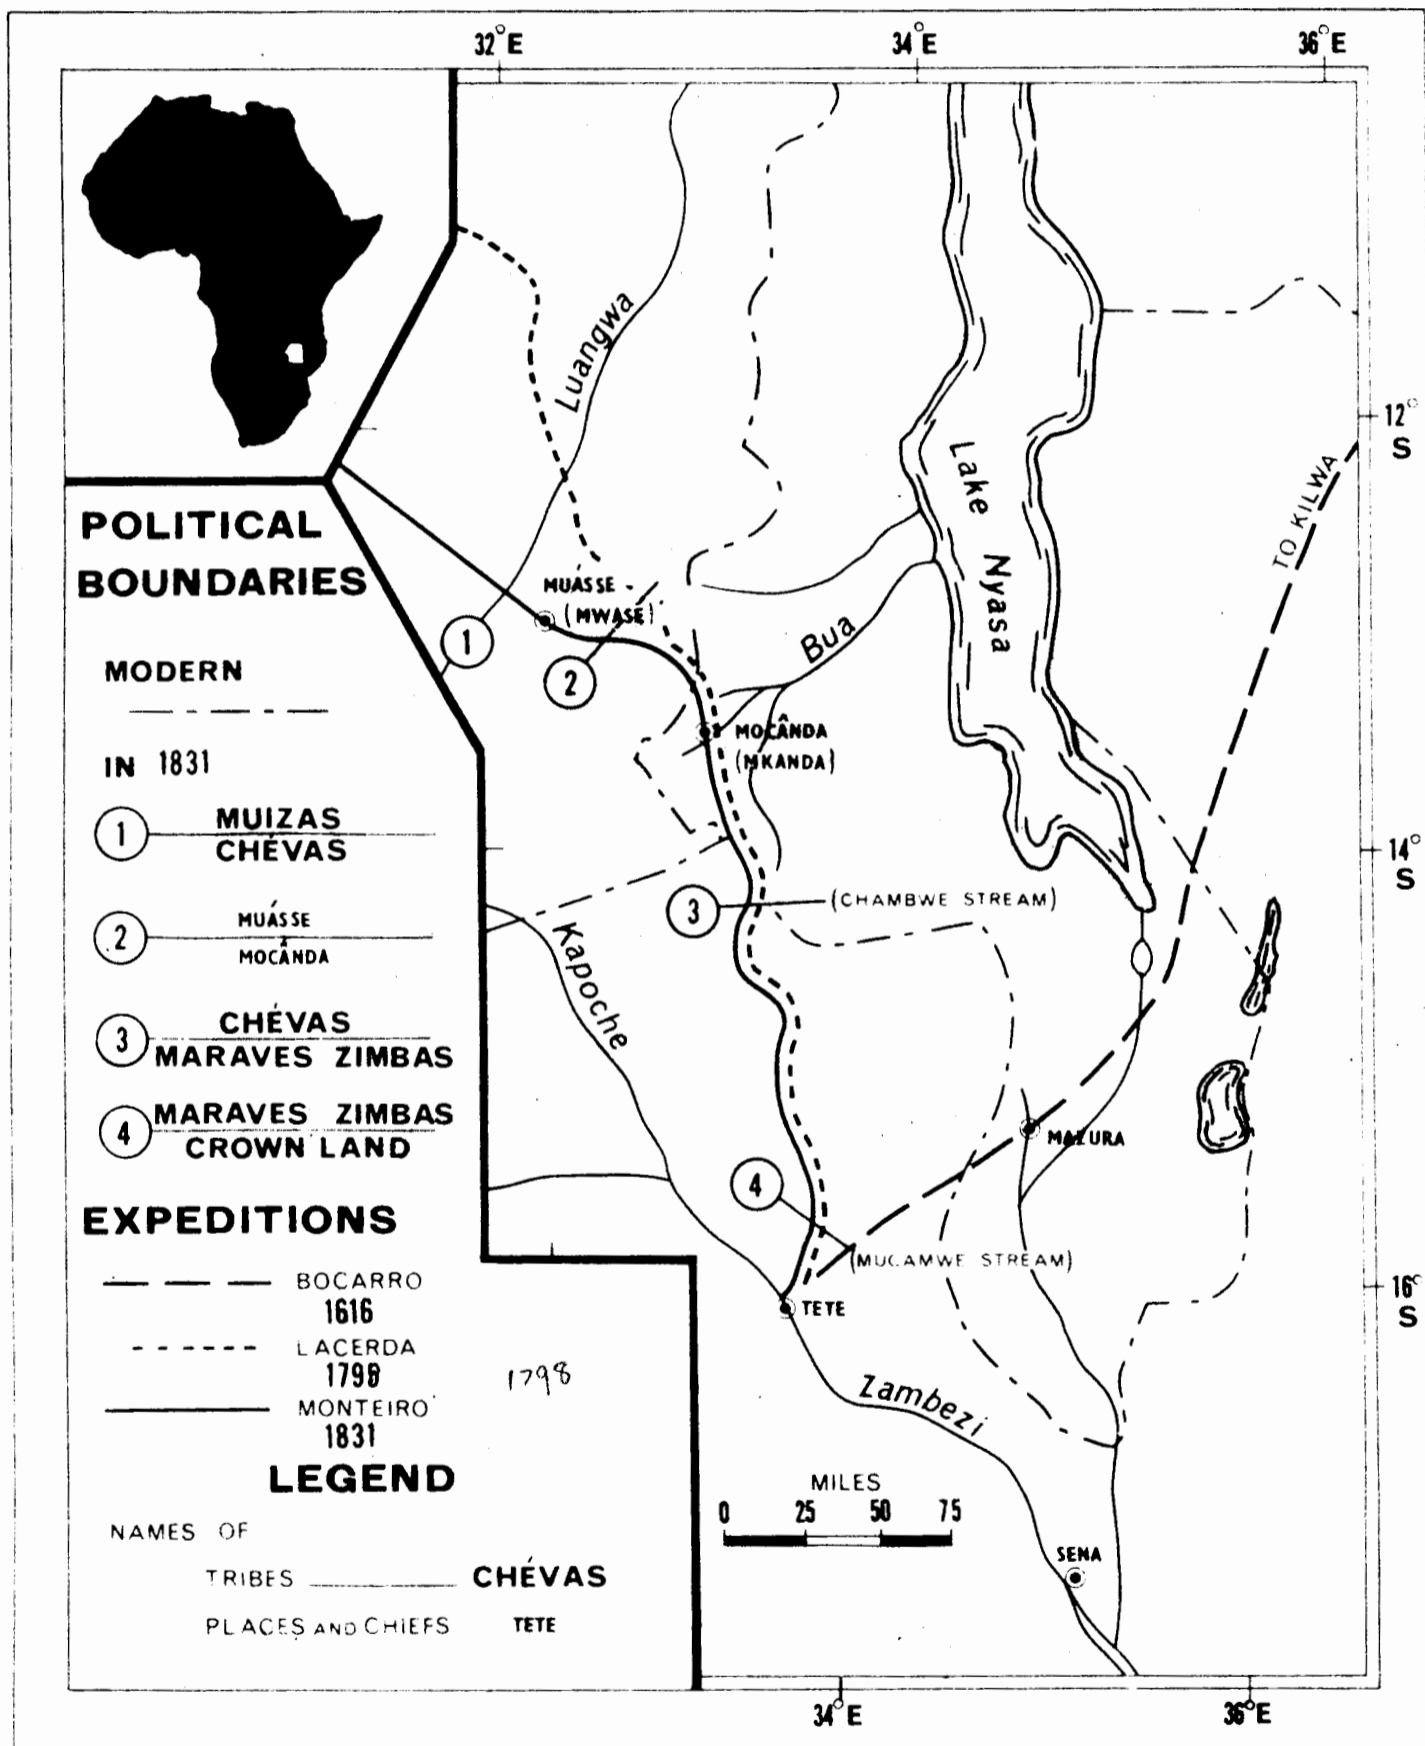 32°E 34°E 36°E
Luangwa
12°
S
Lake
Nyasa
TO KILWA
POLITICAL
BOUNDARIES
MUÁSSE
(MWASE)
1
2
Bua
MODERN
MOCÂNDA
(MKANDA)
IN 1831
1 MUIZAS
CHÉVAS
14°
S
3 (CHAMBWE STREAM)
2 MUÁSSE
MOCÂNDA
Kapoche
3 CHÉVAS
MARAVES ZIMBAS
4 MARAVES ZIMBAS
CROWN LAND
MAZURA
4
EXPEDITIONS
(MUCAMWE STREAM)
BOCARRO
1616
TETE
16°
S
LACERDA
1798
1798
MONTEIRO
1831
Zambezi
LEGEND
MILES
0 25 50 75
NAMES OF
TRIBES CHÉVAS
PLACES AND CHIEFS TETE
SENA
34°E 36°E